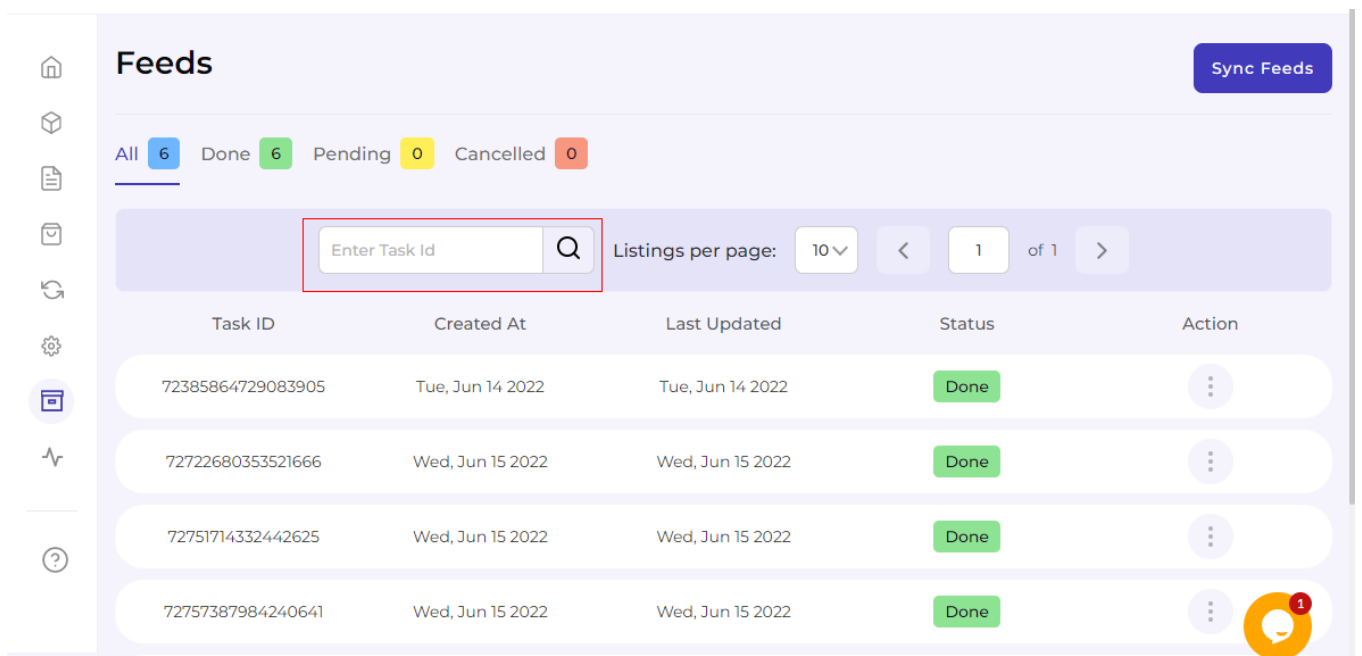 Feeds
Sync Feeds
All 6 Done 6 Pending 0 Cancelled 0
Enter Task Id Listings per page: 10 1 of 1
Task ID Created At Last Updated Status Action
72385864729083905 Tue, Jun 14 2022 Tue, Jun 14 2022 Done
72722680353521666 Wed, Jun 15 2022 Wed, Jun 15 2022 Done
72751714332442625 Wed, Jun 15 2022 Wed, Jun 15 2022 Done
72757387984240641 Wed, Jun 15 2022 Wed, Jun 15 2022 Done
1